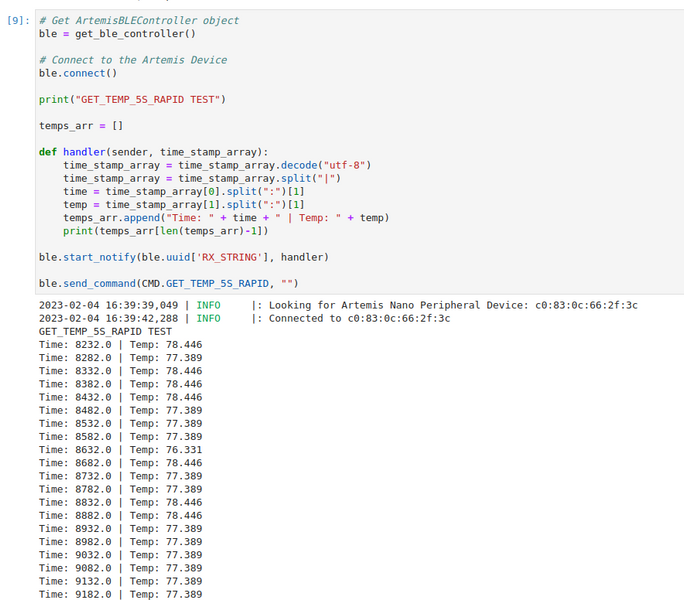 [9]:
# Get ArtemisBLEController object
ble = get_ble_controller()
# Connect to the Artemis Device
ble.connect()
print("GET_TEMP_5S_RAPID TEST")
temps_arr = []
def handler(sender, time_stamp_array):
    time_stamp_array = time_stamp_array.decode("utf-8")
    time_stamp_array = time_stamp_array.split("|")
    time = time_stamp_array[0].split(":")[1]
    temp = time_stamp_array[1].split(":")[1]
    temps_arr.append("Time: " + time + " | Temp: " + temp)
    print(temps_arr[len(temps_arr)-1])
ble.start_notify(ble.uuid['RX_STRING'], handler)
ble.send_command(CMD.GET_TEMP_5S_RAPID, "")
2023-02-04 16:39:39,049 | INFO     |: Looking for Artemis Nano Peripheral Device: c0:83:0c:66:2f:3c
2023-02-04 16:39:42,288 | INFO     |: Connected to c0:83:0c:66:2f:3c
GET_TEMP_5S_RAPID TEST
Time: 8232.0 | Temp: 78.446
Time: 8282.0 | Temp: 77.389
Time: 8332.0 | Temp: 78.446
Time: 8382.0 | Temp: 78.446
Time: 8432.0 | Temp: 78.446
Time: 8482.0 | Temp: 77.389
Time: 8532.0 | Temp: 77.389
Time: 8582.0 | Temp: 77.389
Time: 8632.0 | Temp: 76.331
Time: 8682.0 | Temp: 78.446
Time: 8732.0 | Temp: 77.389
Time: 8782.0 | Temp: 77.389
Time: 8832.0 | Temp: 78.446
Time: 8882.0 | Temp: 78.446
Time: 8932.0 | Temp: 77.389
Time: 8982.0 | Temp: 77.389
Time: 9032.0 | Temp: 77.389
Time: 9082.0 | Temp: 77.389
Time: 9132.0 | Temp: 77.389
Time: 9182.0 | Temp: 77.389